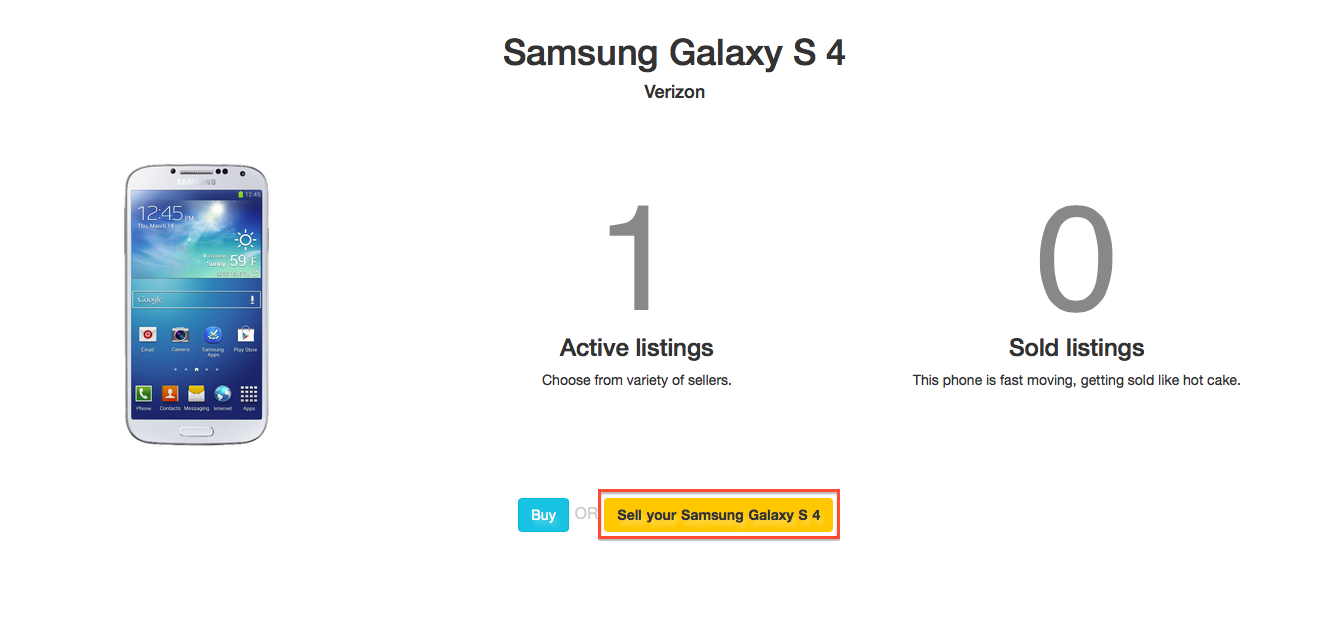 Samsung Galaxy S 4
Verizon
SAMSUNG
12:45
12:45 PM
Thu, March 14
Sunny 59°F
Google
Email Camera Samsung Apps Play Store
Phone Contacts Messaging Internet Apps
1
Active listings
Choose from variety of sellers.
0
Sold listings
This phone is fast moving, getting sold like hot cake.
Buy OR Sell your Samsung Galaxy S 4